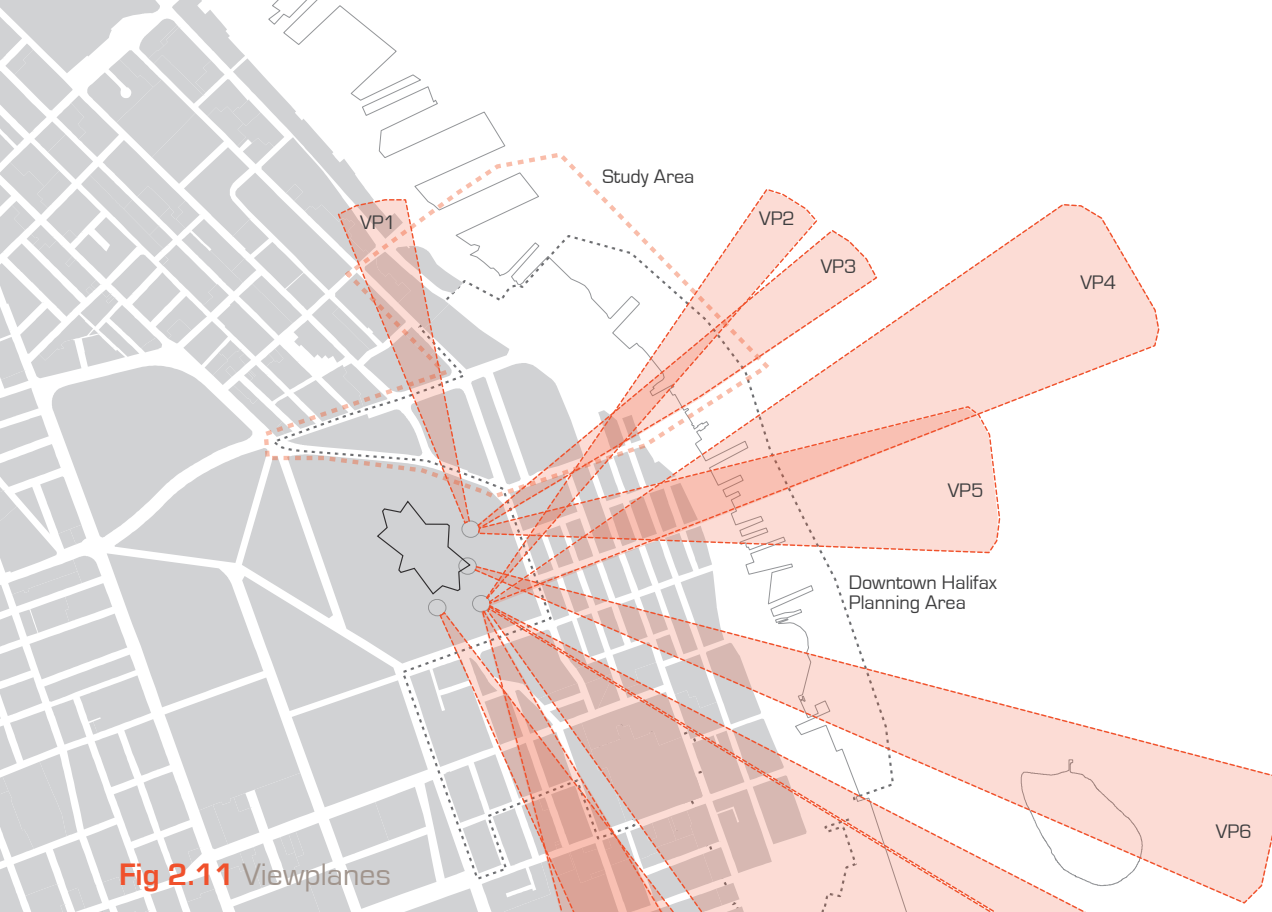 Study Area
VP1
VP2
VP3
VP4
VP5
Downtown Halifax
Planning Area
VP6
Fig 2.11 Viewplanes